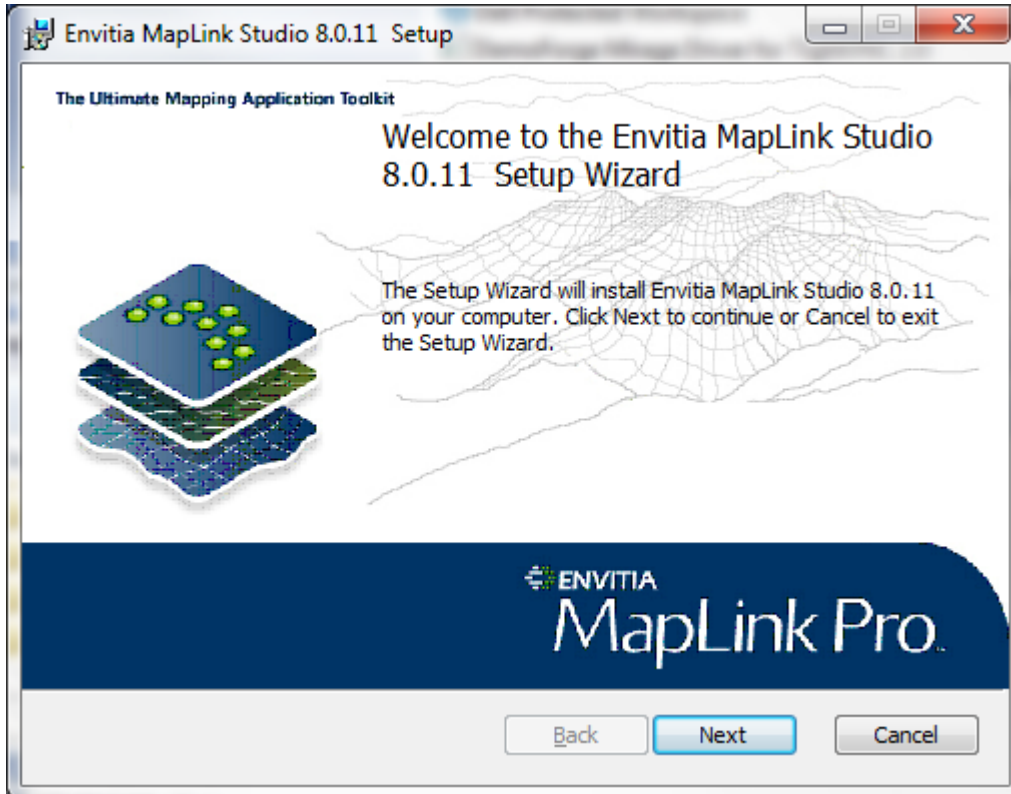 Envitia MapLink Studio 8.0.11 Setup
The Ultimate Mapping Application Toolkit
Welcome to the Envitia MapLink Studio
8.0.11 Setup Wizard
The Setup Wizard will install Envitia MapLink Studio 8.0.11
on your computer. Click Next to continue or Cancel to exit
the Setup Wizard.
ENVITIA
MapLink Pro
Back
Next
Cancel